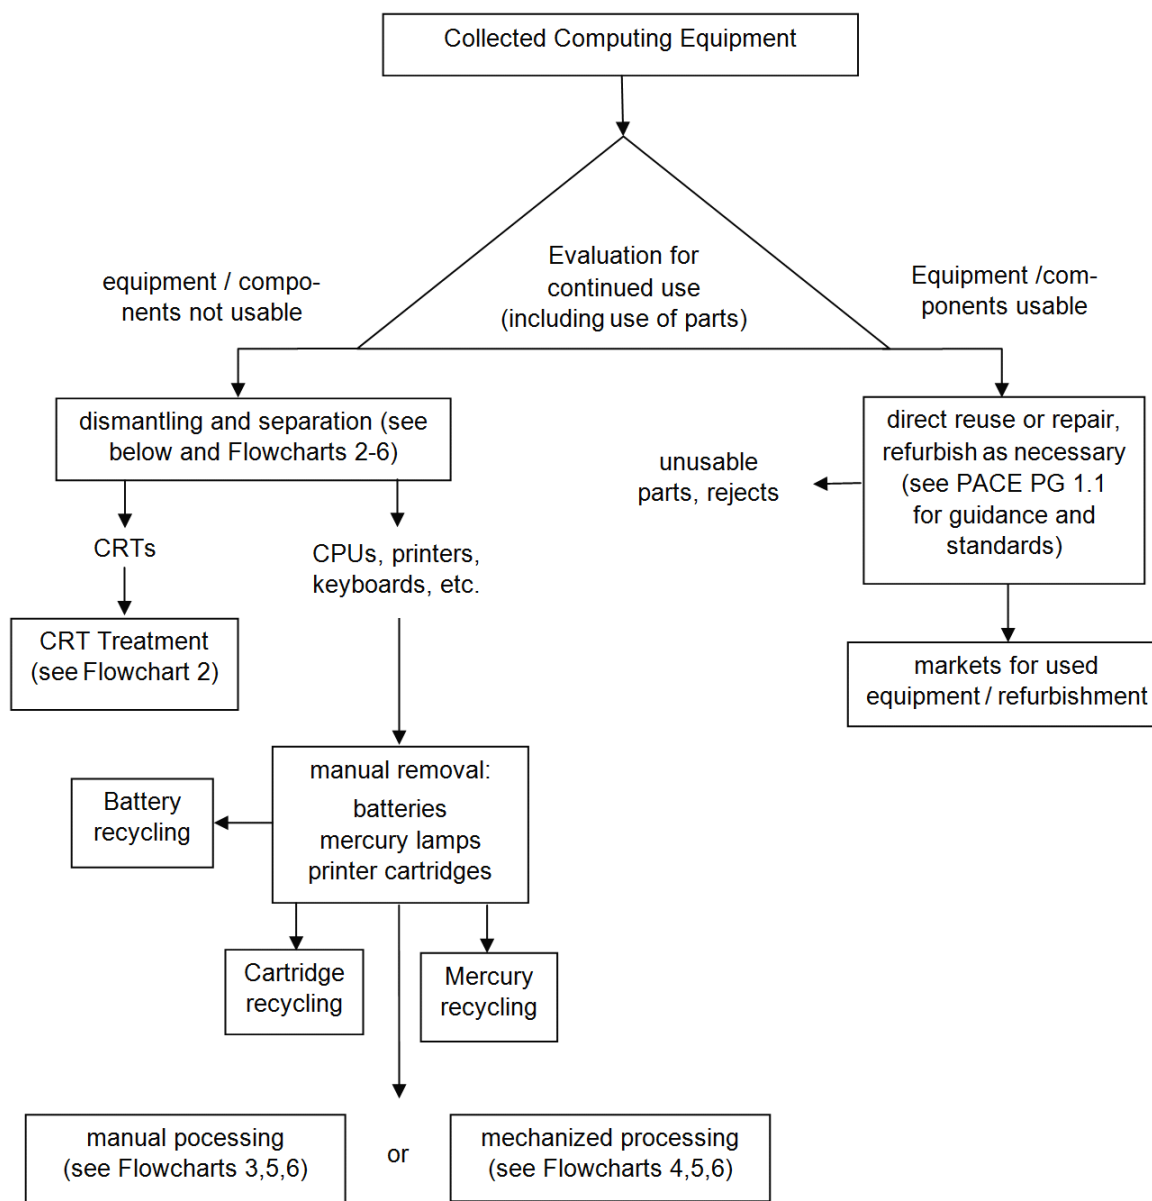 Collected Computing Equipment
Evaluation for
continued use
(including use of parts)
equipment / compo-
nents not usable
Equipment /com-
ponents usable
dismantling and separation (see
below and Flowcharts 2-6)
direct reuse or repair,
refurbish as necessary
(see PACE PG 1.1
for guidance and
standards)
unusable
parts, rejects
CRTs
CPUs, printers,
keyboards, etc.
CRT Treatment
(see Flowchart 2)
markets for used
equipment / refurbishment
manual removal:
batteries
mercury lamps
printer cartridges
Battery
recycling
Cartridge
recycling
Mercury
recycling
manual pocessing
(see Flowcharts 3,5,6)
or
mechanized processing
(see Flowcharts 4,5,6)